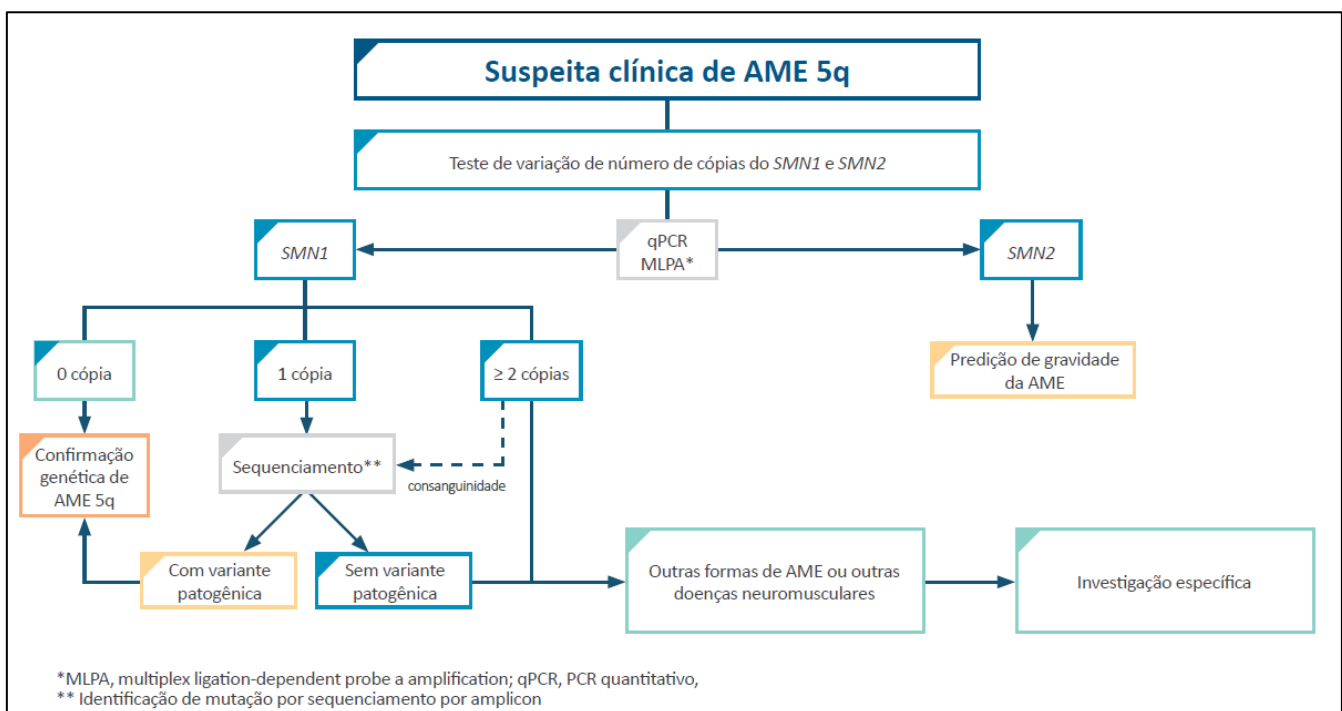 Suspeita clínica de AME 5q
Teste de variação de número de cópias do SMN1 e SMN2
SMN1
qPCR
MLPA*
SMN2
0 cópia
1 cópia
≥ 2 cópias
Predição de gravidade
da AME
Confirmação
genética de
AME 5q
Sequenciamento**
consanguinidade
Com variante
patogênica
Sem variante
patogênica
Outras formas de AME ou outras
doenças neuromusculares
Investigação específica
*MLPA, multiplex ligation-dependent probe a amplification; qPCR, PCR quantitativo,
** Identificação de mutação por sequenciamento por amplicon